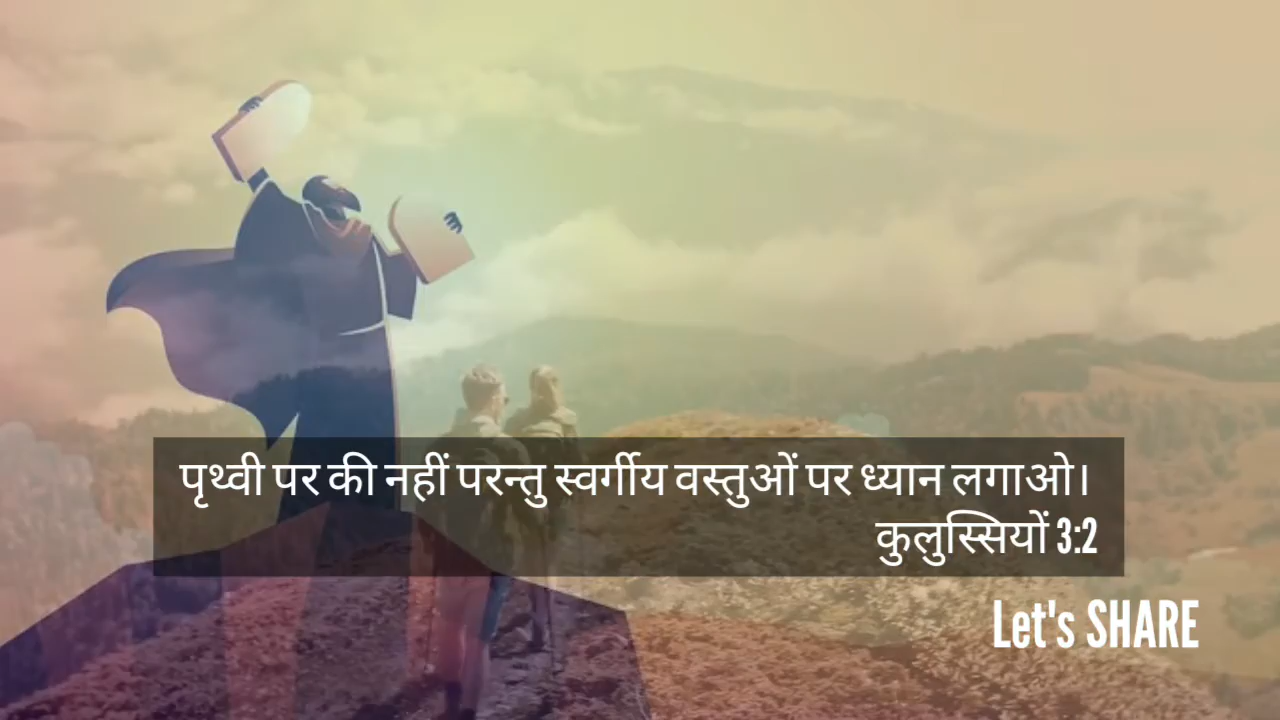 पृथ्वी पर की नहीं परन्तु स्वर्गीय वस्तुओं पर ध्यान लगाओ।
कुलुस्सियों 3:2
Let's SHARE